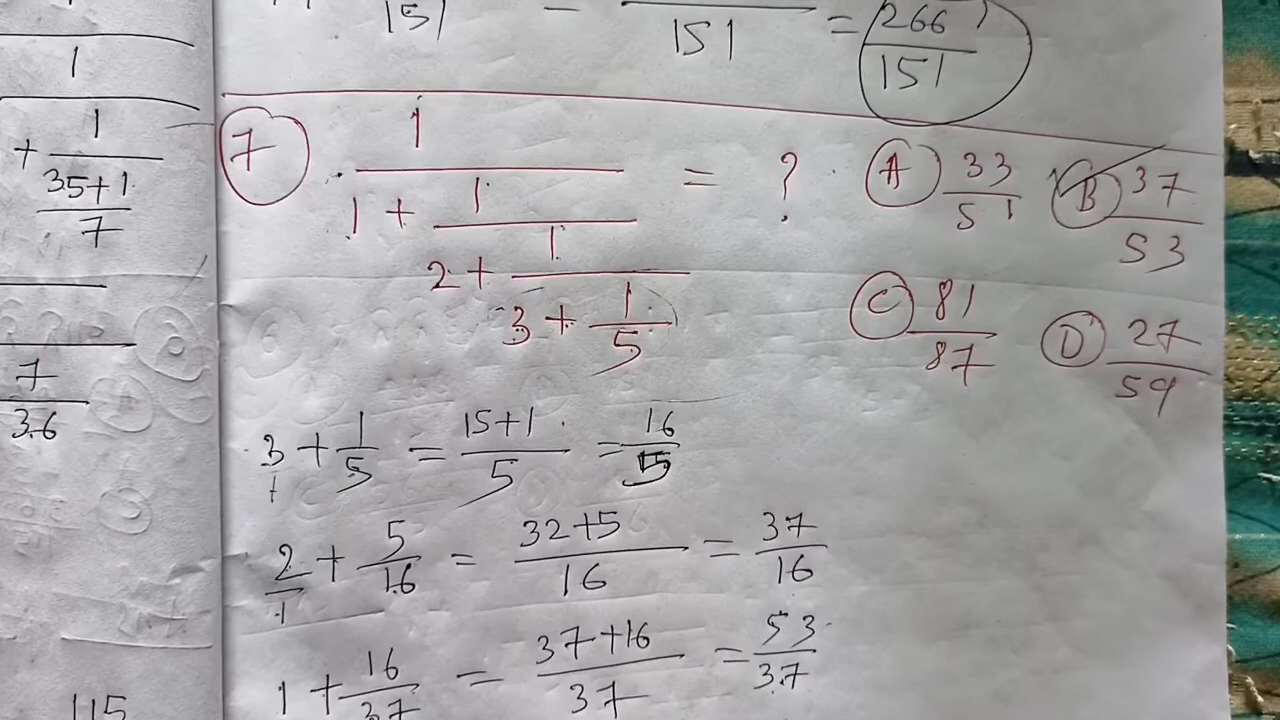 1
1
+ 1
35+1
7
7
36
115
151 - 151 = 266
151
7
1
1 + 1
2 + 1
3 + 1
5
= ?
A 33
51
B 37
53
C 81
87
D 27
59
3 + 1/5 = 15+1/5 = 16/5
1
2/1 + 5/16 = 32+5/16 = 37/16
1 + 16/37 = 37+16/37 = 53/37